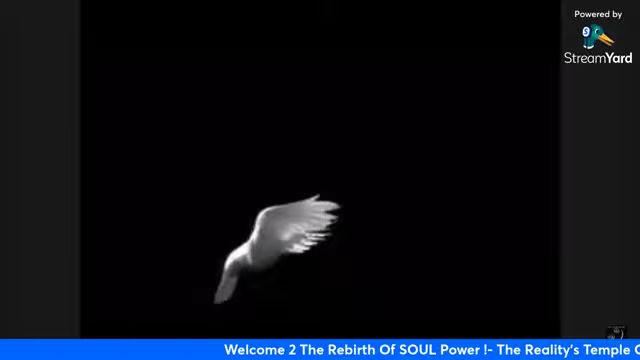 Powered by
StreamYard
Welcome 2 The Rebirth Of SOUL Power !- The Reality's Temple